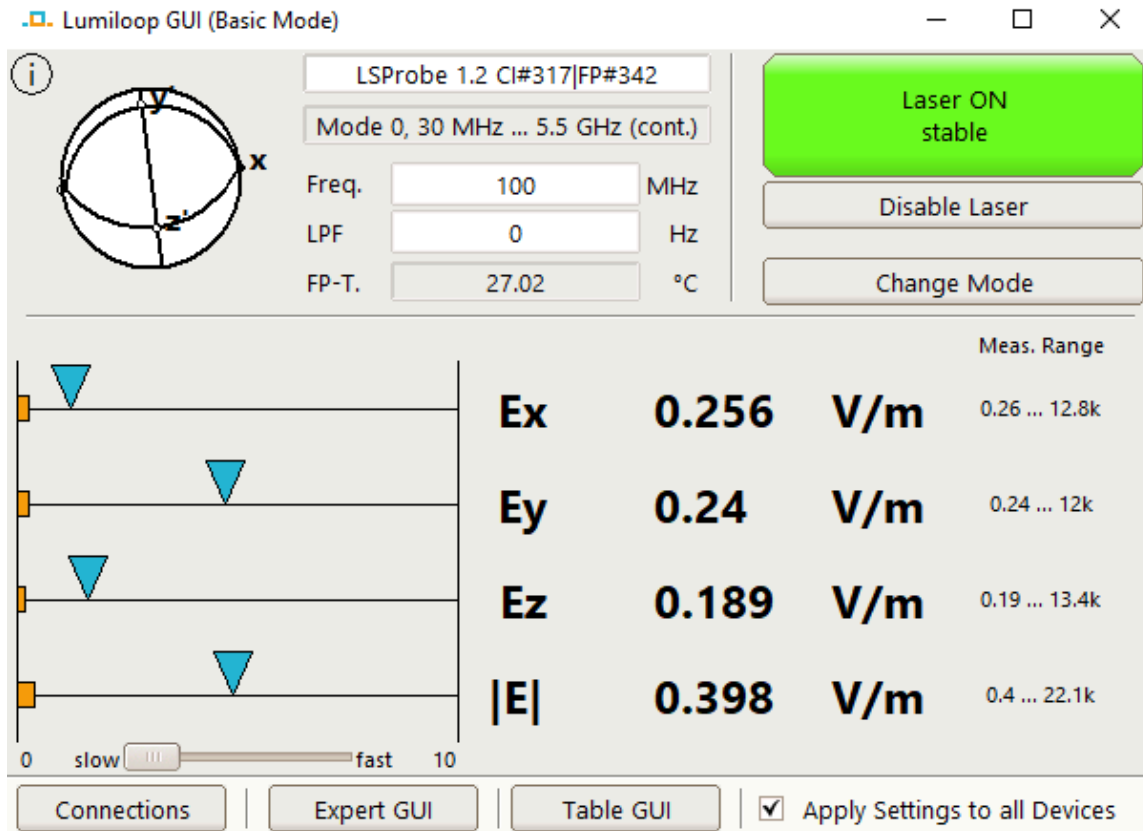 Lumiloop GUI (Basic Mode)
i
y'
x
z'
LSProbe 1.2 CI#317|FP#342
Mode 0, 30 MHz ... 5.5 GHz (cont.)
Freq. 100 MHz
LPF 0 Hz
FP-T. 27.02 °C
Laser ON
stable
Disable Laser
Change Mode
Meas. Range
Ex 0.256 V/m 0.26 ... 12.8k
Ey 0.24 V/m 0.24 ... 12k
Ez 0.189 V/m 0.19 ... 13.4k
|E| 0.398 V/m 0.4 ... 22.1k
0 slow fast 10
Connections Expert GUI Table GUI Apply Settings to all Devices